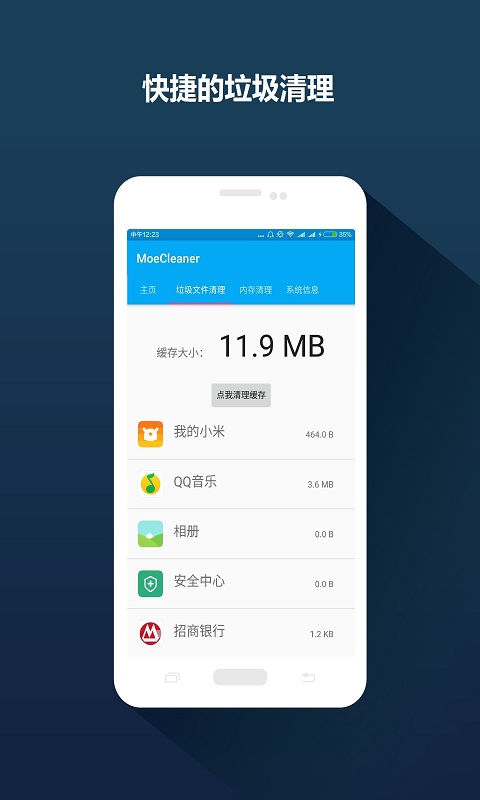 快捷的垃圾清理
中午12:23
35%
MoeCleaner
主页 垃圾文件清理 内存清理 系统信息
缓存大小: 11.9 MB
点我清理缓存
我的小米 464.0 B
QQ音乐 3.6 MB
相册 0.0 B
安全中心 0.0 B
招商银行 1.2 KB